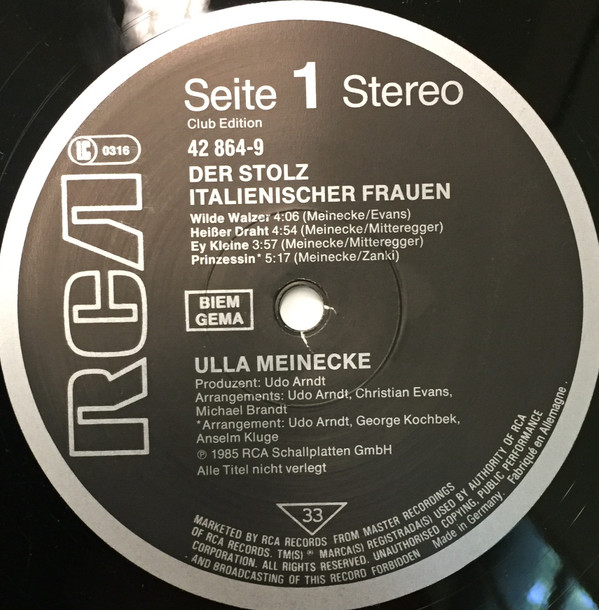 Seite 1 Stereo
Club Edition
LC 0316
42 864-9
DER STOLZ
ITALIENISCHER FRAUEN
Wilde Walzer 4:06 (Meinecke/Evans)
Heißer Draht 4:54 (Meinecke/Mitteregger)
Ey Kleine 3:57 (Meinecke/Mitteregger)
Prinzessin* 5:17 (Meinecke/Zanki)
RCA
BIEM
GEMA
ULLA MEINECKE
Produzent: Udo Arndt
Arrangements: Udo Arndt, Christian Evans,
Michael Brandt
*Arrangement: Udo Arndt, George Kochbek,
Anselm Kluge
℗ 1985 RCA Schallplatten GmbH
Alle Titel nicht verlegt
33
MARKETED BY RCA RECORDS FROM MASTER RECORDINGS
OF RCA RECORDS. TM(S) ® MARCA(S) REGISTRADA(S) USED BY AUTHORITY OF RCA
CORPORATION. ALL RIGHTS RESERVED. UNAUTHORISED COPYING, PUBLIC PERFORMANCE
AND BROADCASTING OF THIS RECORD FORBIDDEN · Made in Germany. Fabriqué en Allemagne ·